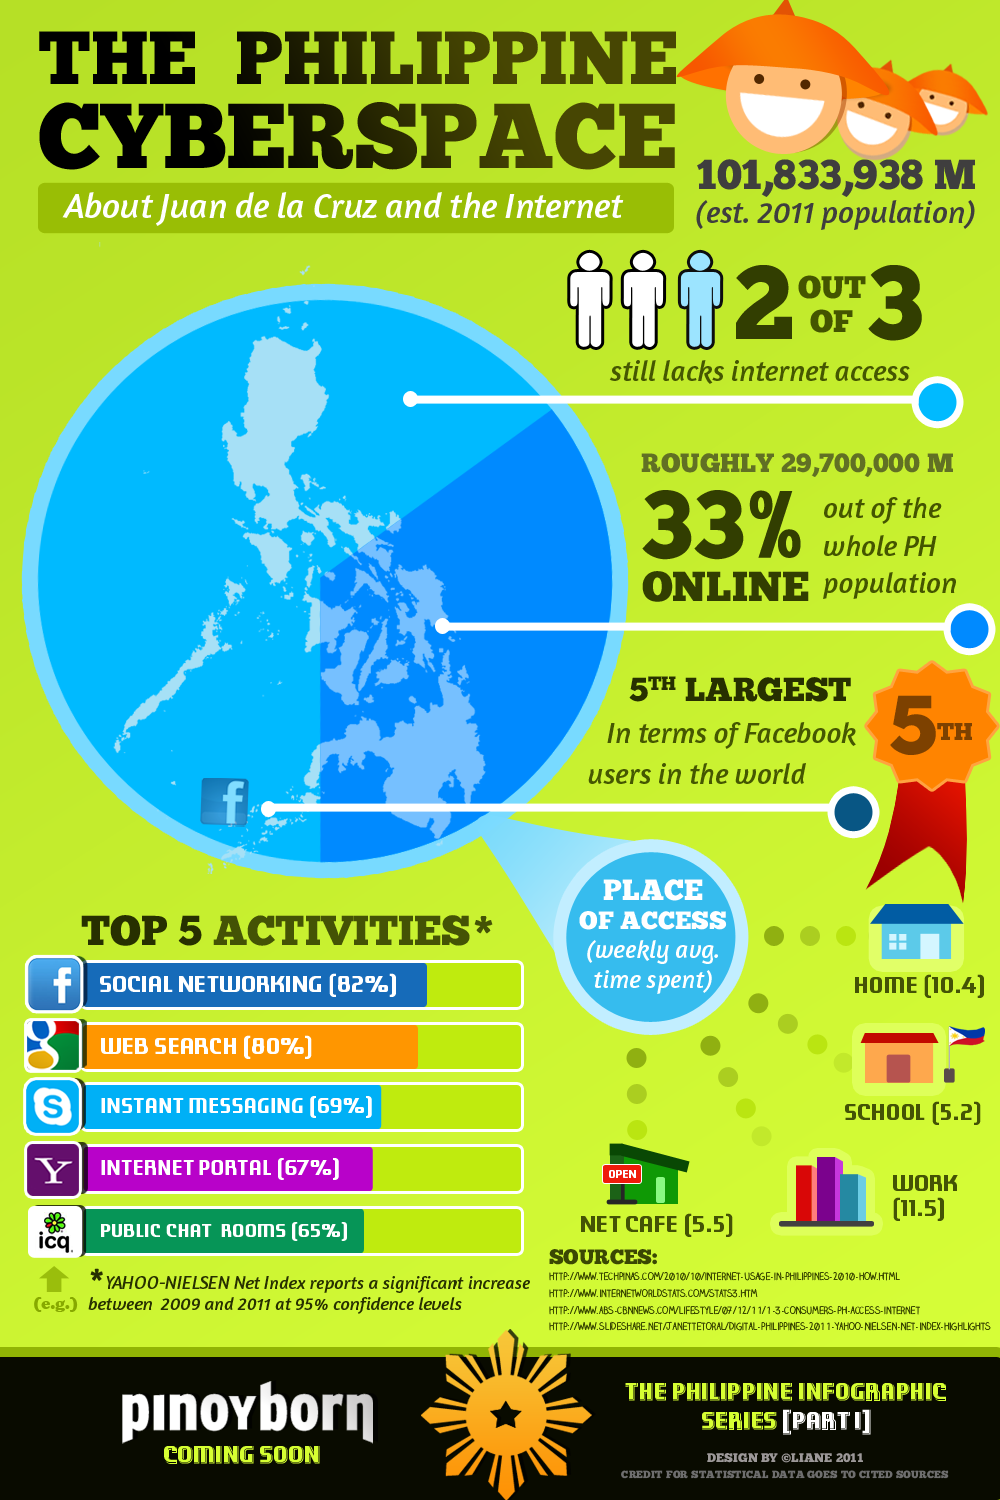 THE PHILIPPINE
CYBERSPACE
About Juan de la Cruz and the Internet
101,833,938 M
(est. 2011 population)
2 OUT OF 3
still lacks internet access
ROUGHLY 29,700,000 M
33%
ONLINE
out of the
whole PH
population
5TH LARGEST
In terms of Facebook
users in the world
5TH
f
PLACE
OF ACCESS
(weekly avg.
time spent)
HOME (10.4)
SCHOOL (5.2)
WORK
(11.5)
OPEN
NET CAFE (5.5)
TOP 5 ACTIVITIES*
f
SOCIAL NETWORKING (82%)
g
WEB SEARCH (80%)
S
INSTANT MESSAGING (69%)
Y
INTERNET PORTAL (67%)
icq
PUBLIC CHAT ROOMS (65%)
(e.g.)
*YAHOO-NIELSEN Net Index reports a significant increase
between 2009 and 2011 at 95% confidence levels
SOURCES:
HTTP://WWW.TECHPINAS.COM/2010/10/INTERNET-USAGE-IN-PHILIPPINES-2010-HOW.HTML
HTTP://WWW.INTERNETWORLDSTATS.COM/STATS3.HTM
HTTP://WWW.ABS-CBNNEWS.COM/LIFESTYLE/07/12/11/1-3-CONSUMERS-PH-ACCESS-INTERNET
HTTP://WWW.SLIDESHARE.NET/JANETTETORAL/DIGITAL-PHILIPPINES-2011-YAHOO-NIELSEN-NET-INDEX-HIGHLIGHTS
pinoyborn
COMING SOON
THE PHILIPPINE INFOGRAPHIC
SERIES [PART I]
DESIGN BY ©LIANE 2011
CREDIT FOR STATISTICAL DATA GOES TO CITED SOURCES